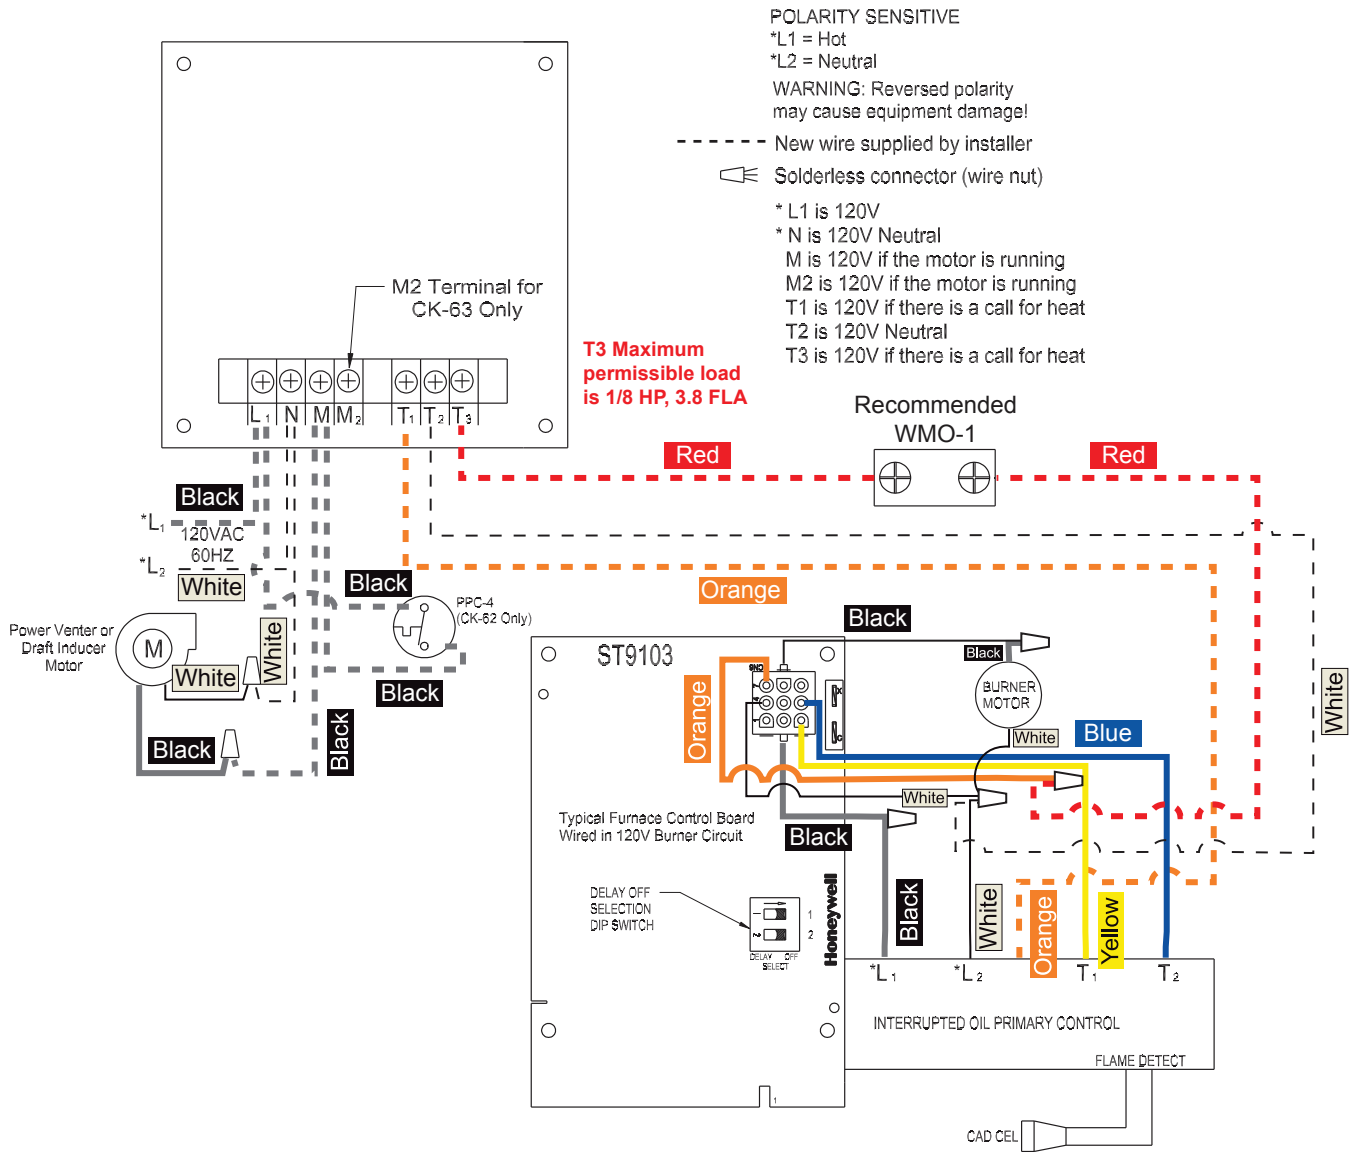 POLARITY SENSITIVE
*L1 = Hot
*L2 = Neutral
WARNING: Reversed polarity
may cause equipment damage!
New wire supplied by installer
Solderless connector (wire nut)
* L1 is 120V
* N is 120V Neutral
M is 120V if the motor is running
M2 is 120V if the motor is running
T1 is 120V if there is a call for heat
T2 is 120V Neutral
T3 is 120V if there is a call for heat
M2 Terminal for
CK-63 Only
T3 Maximum
permissible load
is 1/8 HP, 3.8 FLA
L1 N M M2 T1 T2 T3
Recommended
WMO-1
Red
Red
Black
*L1
120VAC
60HZ
*L2
White
Black
Orange
PPC-4
(CK-62 Only)
Power Venter or
Draft Inducer
Motor
M
White
White
Black
Black
Black
Black
ST9103
CN6
Orange
Black
BURNER
MOTOR
White
Blue
White
White
Typical Furnace Control Board
Wired in 120V Burner Circuit
Black
DELAY OFF
SELECTION
DIP SWITCH
1
2
1
2
DELAY OFF
SELECT
Honeywell
Black
White
Orange
Yellow
*L1
*L2
T1
T2
INTERRUPTED OIL PRIMARY CONTROL
FLAME DETECT
1
CAD CEL